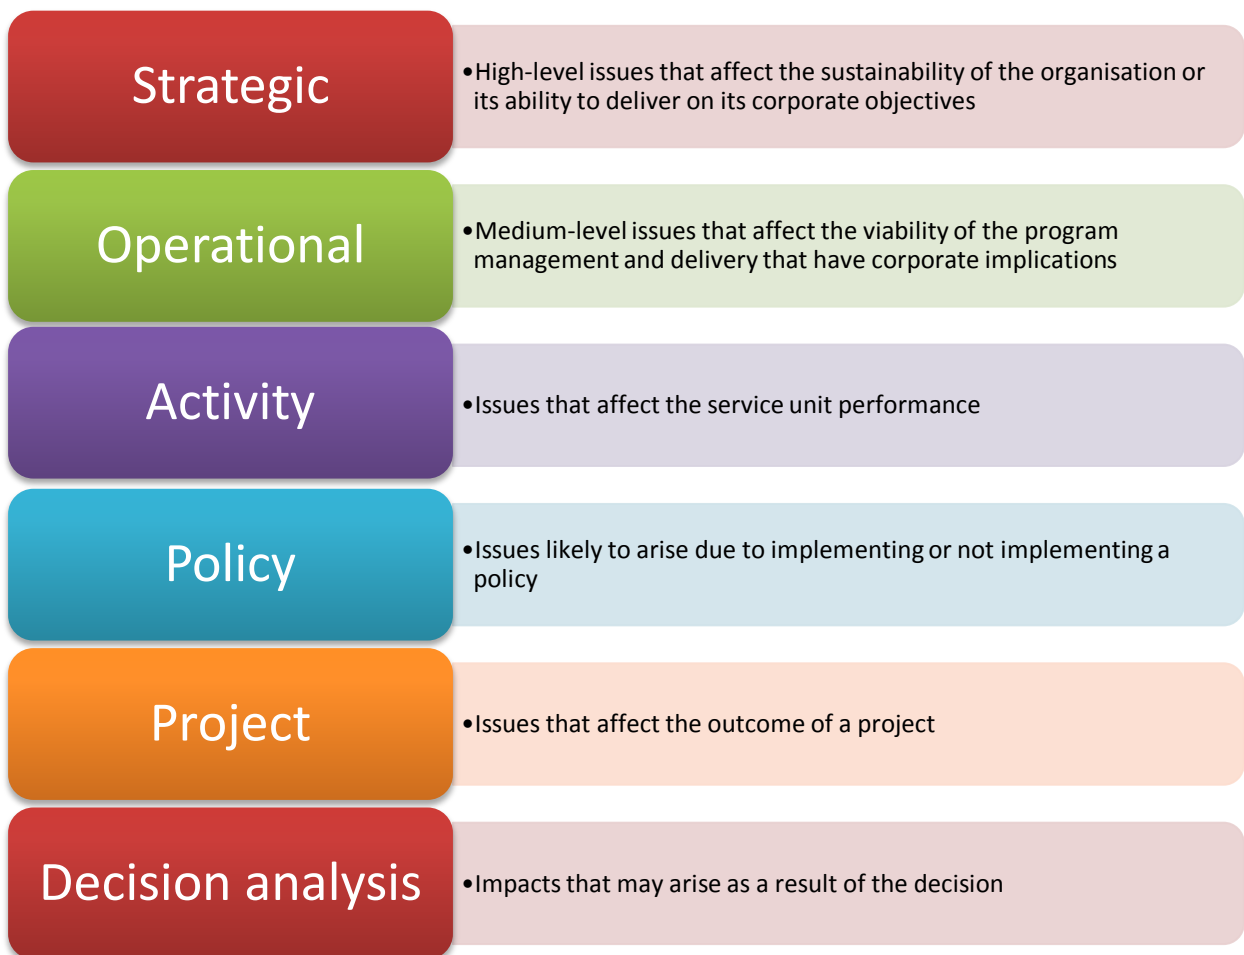 Strategic
•High-level issues that affect the sustainability of the organisation or
its ability to deliver on its corporate objectives
Operational
•Medium-level issues that affect the viability of the program
management and delivery that have corporate implications
Activity
•Issues that affect the service unit performance
Policy
•Issues likely to arise due to implementing or not implementing a
policy
Project
•Issues that affect the outcome of a project
Decision analysis
•Impacts that may arise as a result of the decision